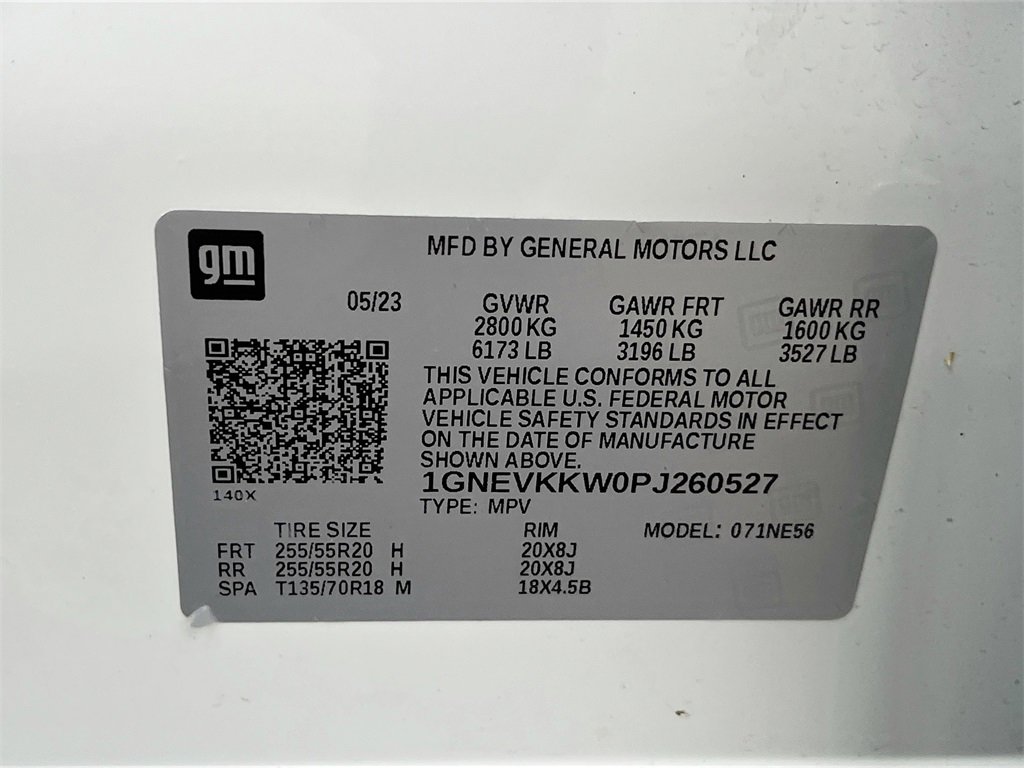 gm
MFD BY GENERAL MOTORS LLC
05/23 GVWR GAWR FRT GAWR RR
2800 KG 1450 KG 1600 KG
6173 LB 3196 LB 3527 LB
THIS VEHICLE CONFORMS TO ALL
APPLICABLE U.S. FEDERAL MOTOR
VEHICLE SAFETY STANDARDS IN EFFECT
ON THE DATE OF MANUFACTURE
SHOWN ABOVE.
1GNEVKKW0PJ260527
140X
TYPE: MPV
TIRE SIZE RIM MODEL: 071NE56
FRT 255/55R20 H 20X8J
RR 255/55R20 H 20X8J
SPA T135/70R18 M 18X4.5B